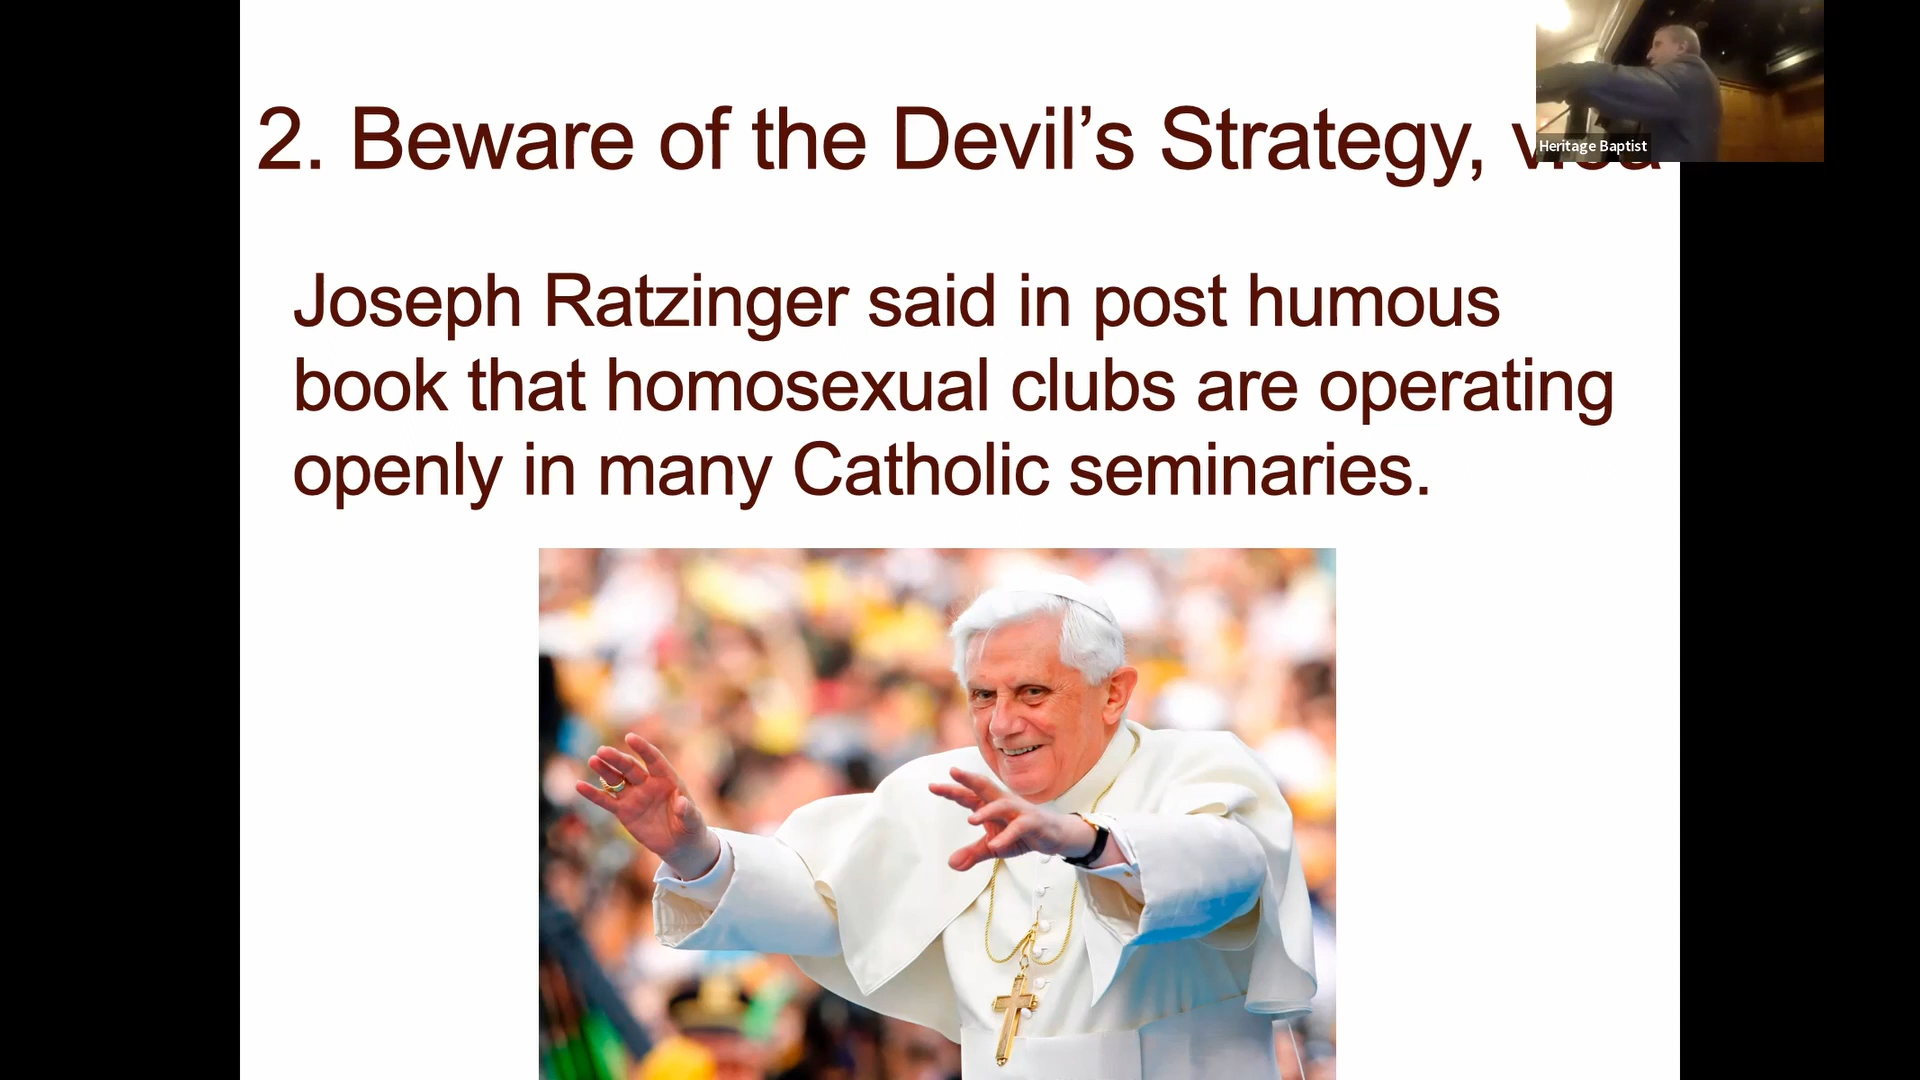 2. Beware of the Devil’s Strategy,
Heritage Baptist
Joseph Ratzinger said in post humous
book that homosexual clubs are operating
openly in many Catholic seminaries.